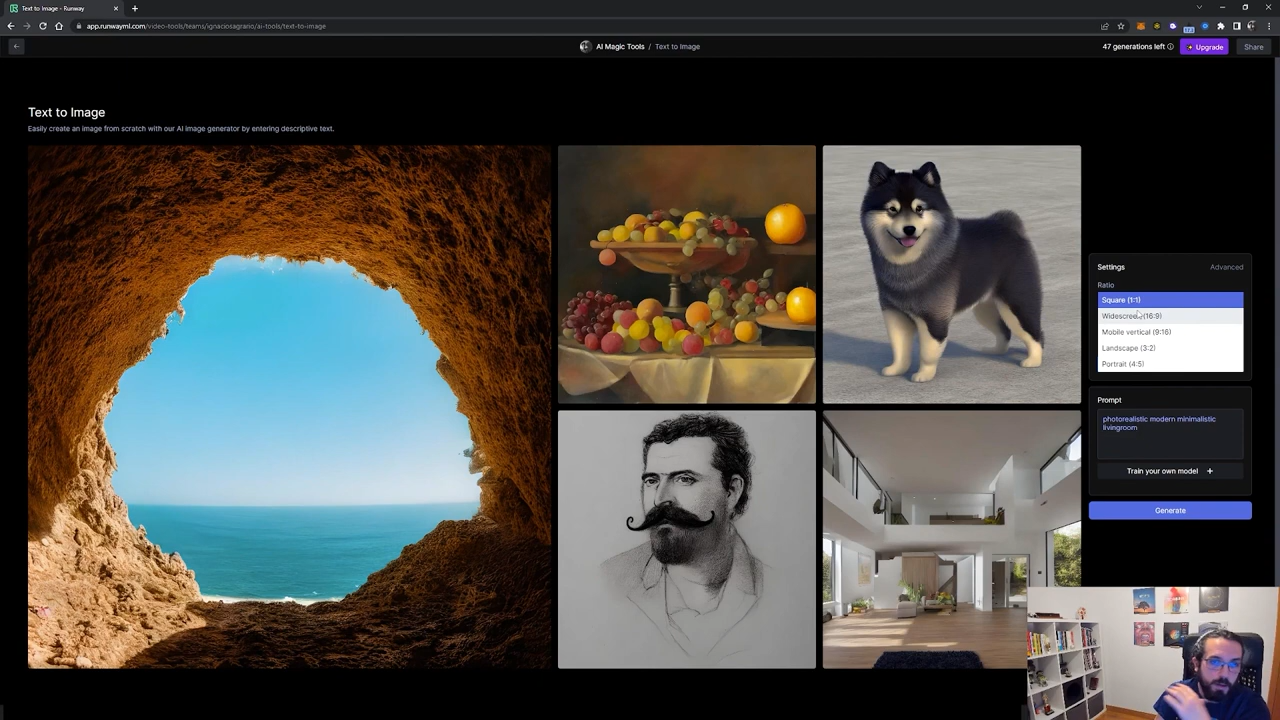 Text to Image - Runway
app.runwayml.com/video-tools/teams/ignaciosagrario/ai-tools/text-to-image
AI Magic Tools / Text to Image
47 generations left
Upgrade
Share
Text to Image
Easily create an image from scratch with our AI image generator by entering descriptive text.
Settings
Advanced
Ratio
Square (1:1)
Widescreen (16:9)
Mobile vertical (9:16)
Landscape (3:2)
Portrait (4:5)
Prompt
photorealistic modern minimalistic
livingroom
Train your own model +
Generate